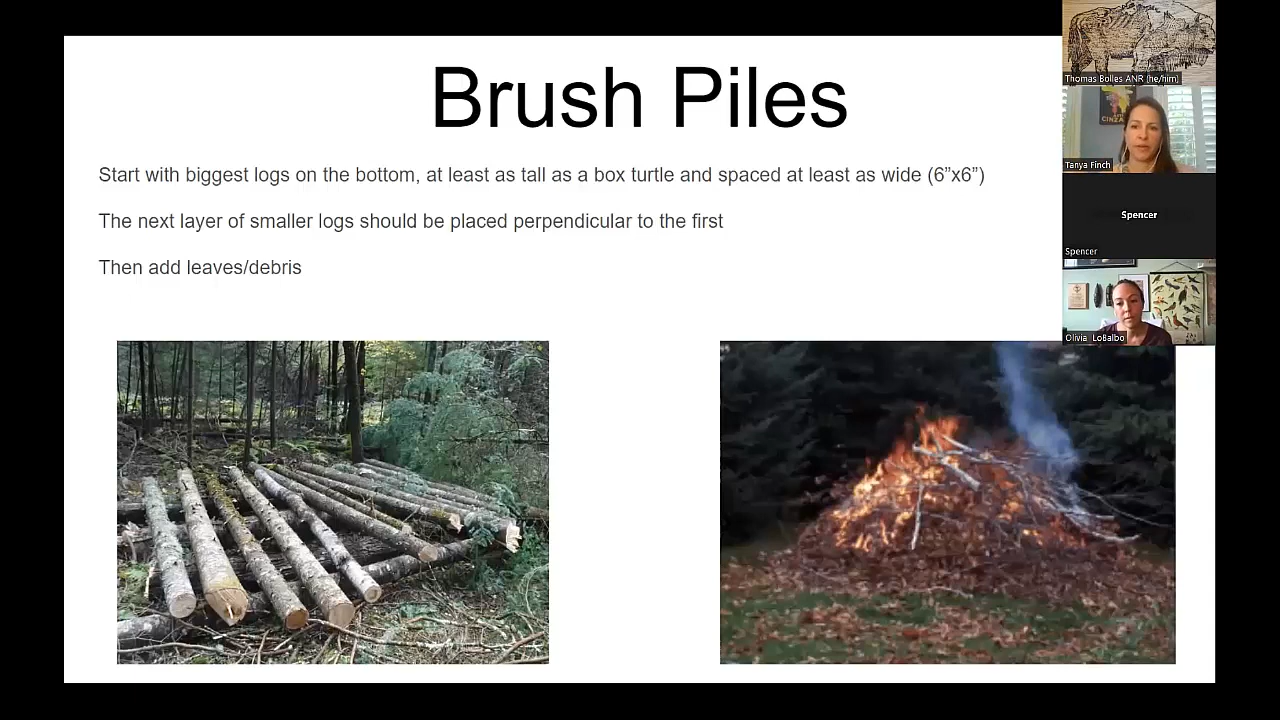 Brush Piles
Start with biggest logs on the bottom, at least as tall as a box turtle and spaced at least as wide (6”x6”)
The next layer of smaller logs should be placed perpendicular to the first
Then add leaves/debris
Thomas Bolles ANR (he/him)
CINZA
Tanya Finch
Spencer
Spencer
Olivia LoBalbo